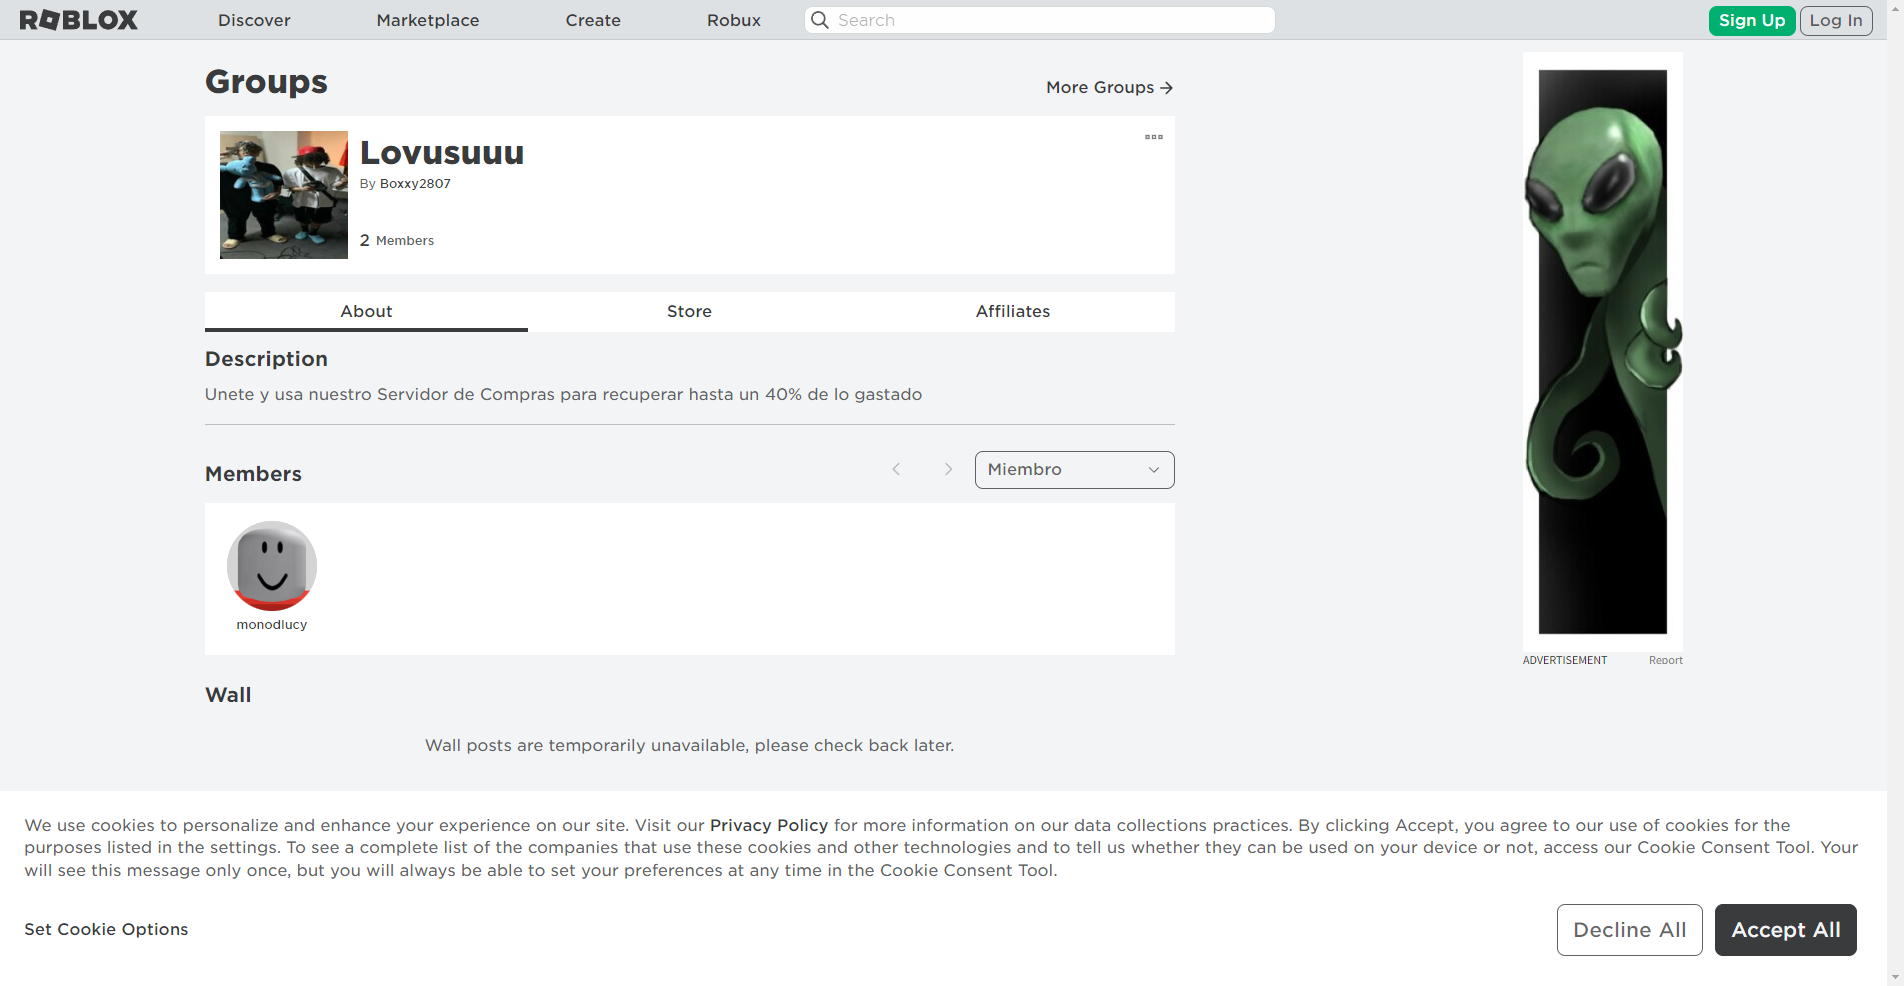 ROBLOX
Discover
Marketplace
Create
Robux
Search
Sign Up
Log In
Groups
More Groups
Lovusuuu
By Boxxy2807
2 Members
About
Store
Affiliates
Description
Unete y usa nuestro Servidor de Compras para recuperar hasta un 40% de lo gastado
Members
Miembro
monodlucy
ADVERTISEMENT
Report
Wall
Wall posts are temporarily unavailable, please check back later.
We use cookies to personalize and enhance your experience on our site. Visit our Privacy Policy for more information on our data collections practices. By clicking Accept, you agree to our use of cookies for the
purposes listed in the settings. To see a complete list of the companies that use these cookies and other technologies and to tell us whether they can be used on your device or not, access our Cookie Consent Tool. Your
will see this message only once, but you will always be able to set your preferences at any time in the Cookie Consent Tool.
Set Cookie Options
Decline All
Accept All